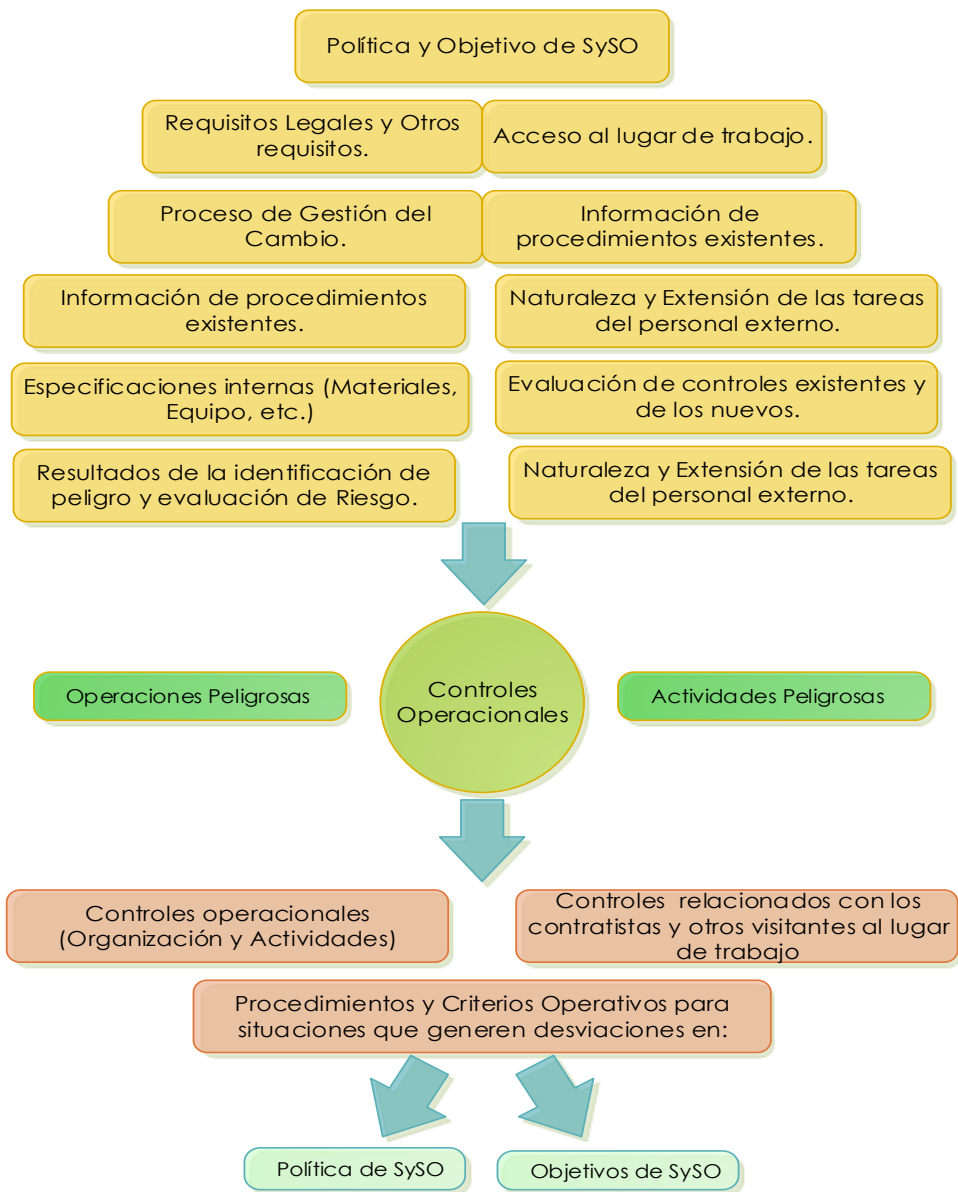 Política y Objetivo de SySO
Requisitos Legales y Otros
requisitos.
Acceso al lugar de trabajo.
Proceso de Gestión del
Cambio.
Información de
procedimientos existentes.
Información de procedimientos
existentes.
Naturaleza y Extensión de las tareas
del personal externo.
Especificaciones internas (Materiales,
Equipo, etc.)
Evaluación de controles existentes y
de los nuevos.
Resultados de la identificación de
peligro y evaluación de Riesgo.
Naturaleza y Extensión de las tareas
del personal externo.
Operaciones Peligrosas
Controles
Operacionales
Actividades Peligrosas
Controles operacionales
(Organización y Actividades)
Controles relacionados con los
contratistas y otros visitantes al lugar
de trabajo
Procedimientos y Criterios Operativos para
situaciones que generen desviaciones en:
Política de SySO
Objetivos de SySO